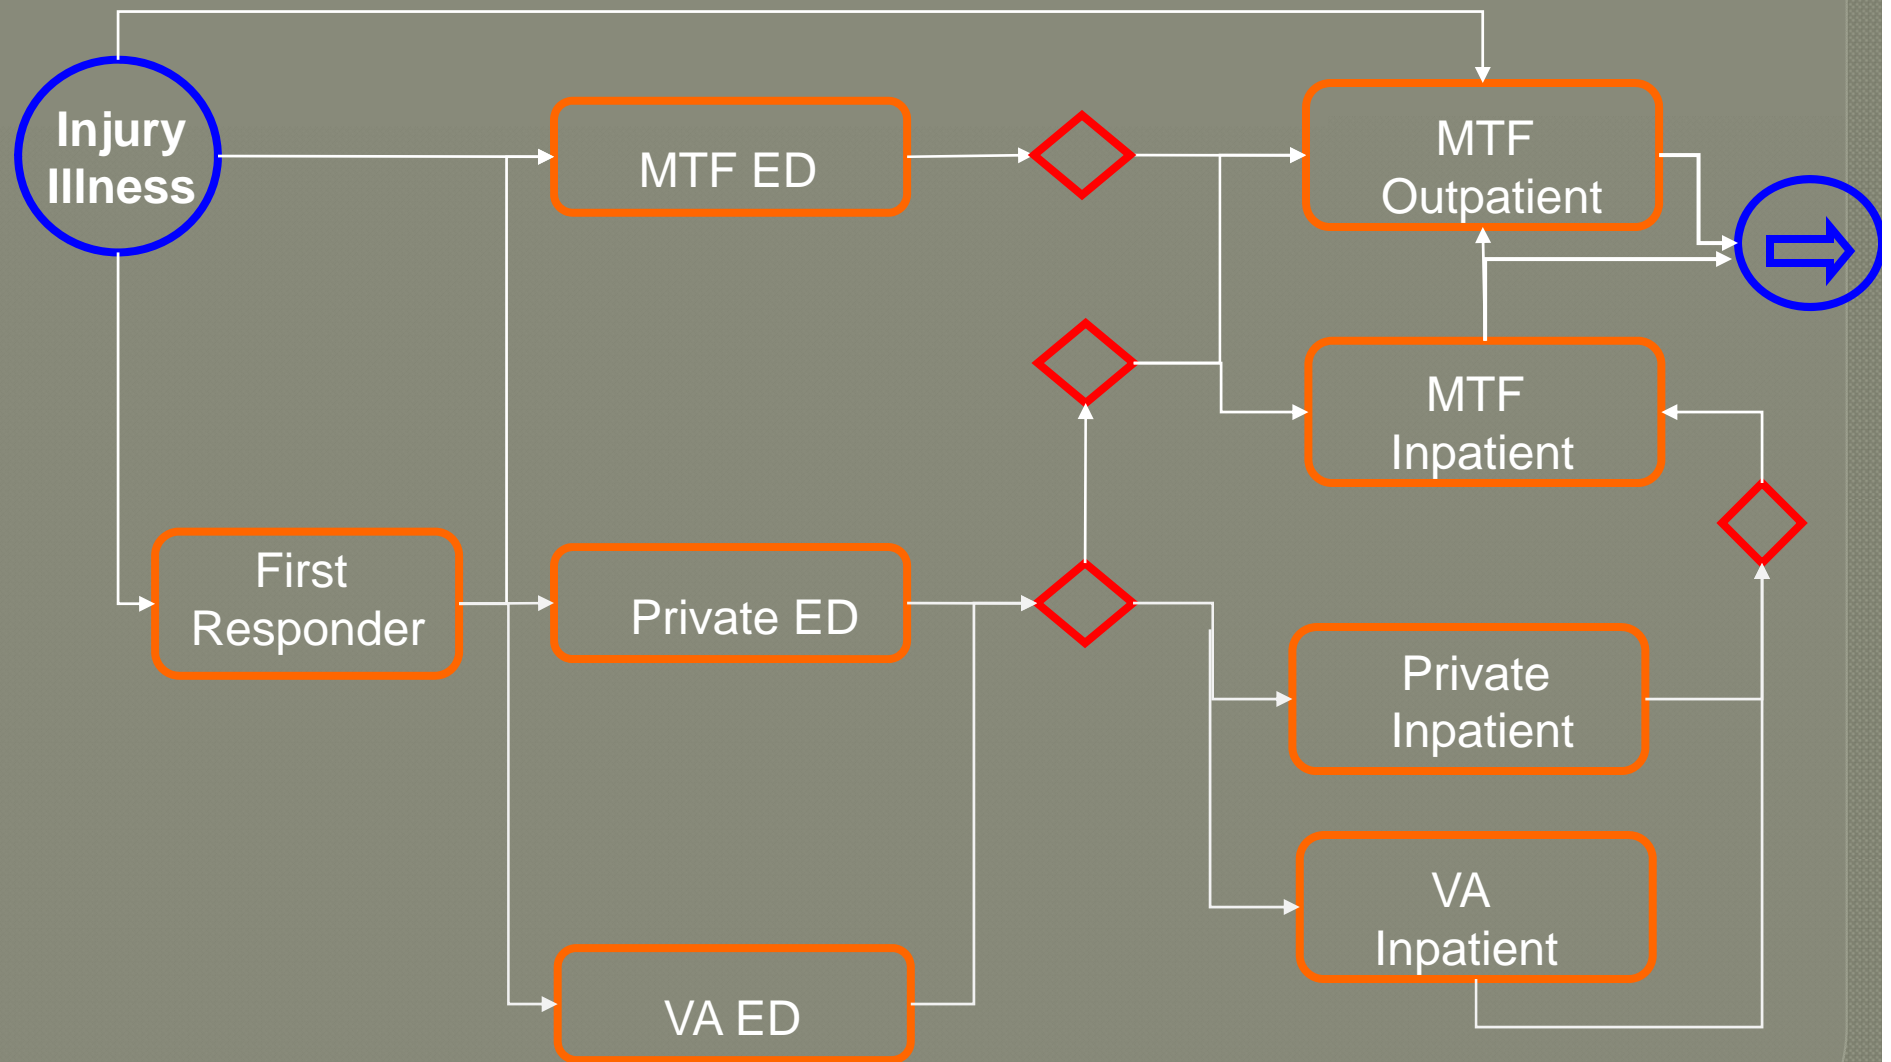 Injury
Illness
MTF ED
MTF
Outpatient
MTF
Inpatient
First
Responder
Private ED
Private
Inpatient
VA
Inpatient
VA ED